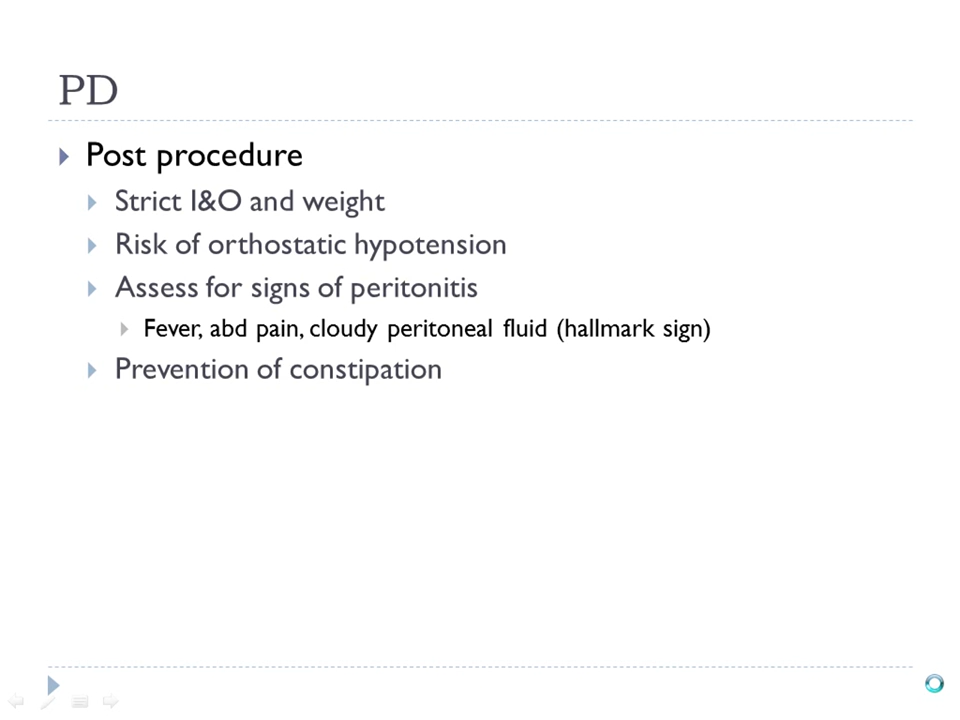 PD
Post procedure
Strict I&O and weight
Risk of orthostatic hypotension
Assess for signs of peritonitis
Fever, abd pain, cloudy peritoneal fluid (hallmark sign)
Prevention of constipation